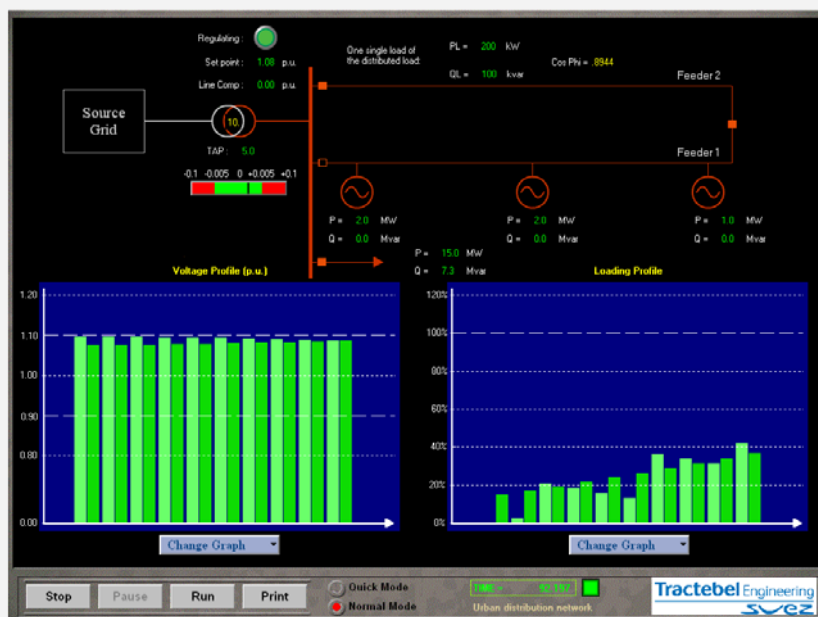 Regulating :
Set point : 1.08 p.u.
Line Comp : 0.00 p.u.
One single load of
the distributed load:
PL = 200 kW
QL = 100 kvar
Cos Phi = .8944
Feeder 2
Source
Grid
10.
TAP : 5.0
Feeder 1
-0.1 -0.005 0 +0.005 +0.1
P = 2.0 MW
Q = 0.0 Mvar
P = 2.0 MW
Q = 0.0 Mvar
P = 1.0 MW
Q = 0.0 Mvar
P = 15.0 MW
Q = 7.3 Mvar
Voltage Profile (p.u.)
1.20
1.10
1.00
0.90
0.80
0.00
Change Graph
Loading Profile
120%
100%
80%
60%
40%
20%
0%
Change Graph
Stop
Pause
Run
Print
Quick Mode
Normal Mode
TIME =
Urban distribution network
Tractebel Engineering
SUEZ